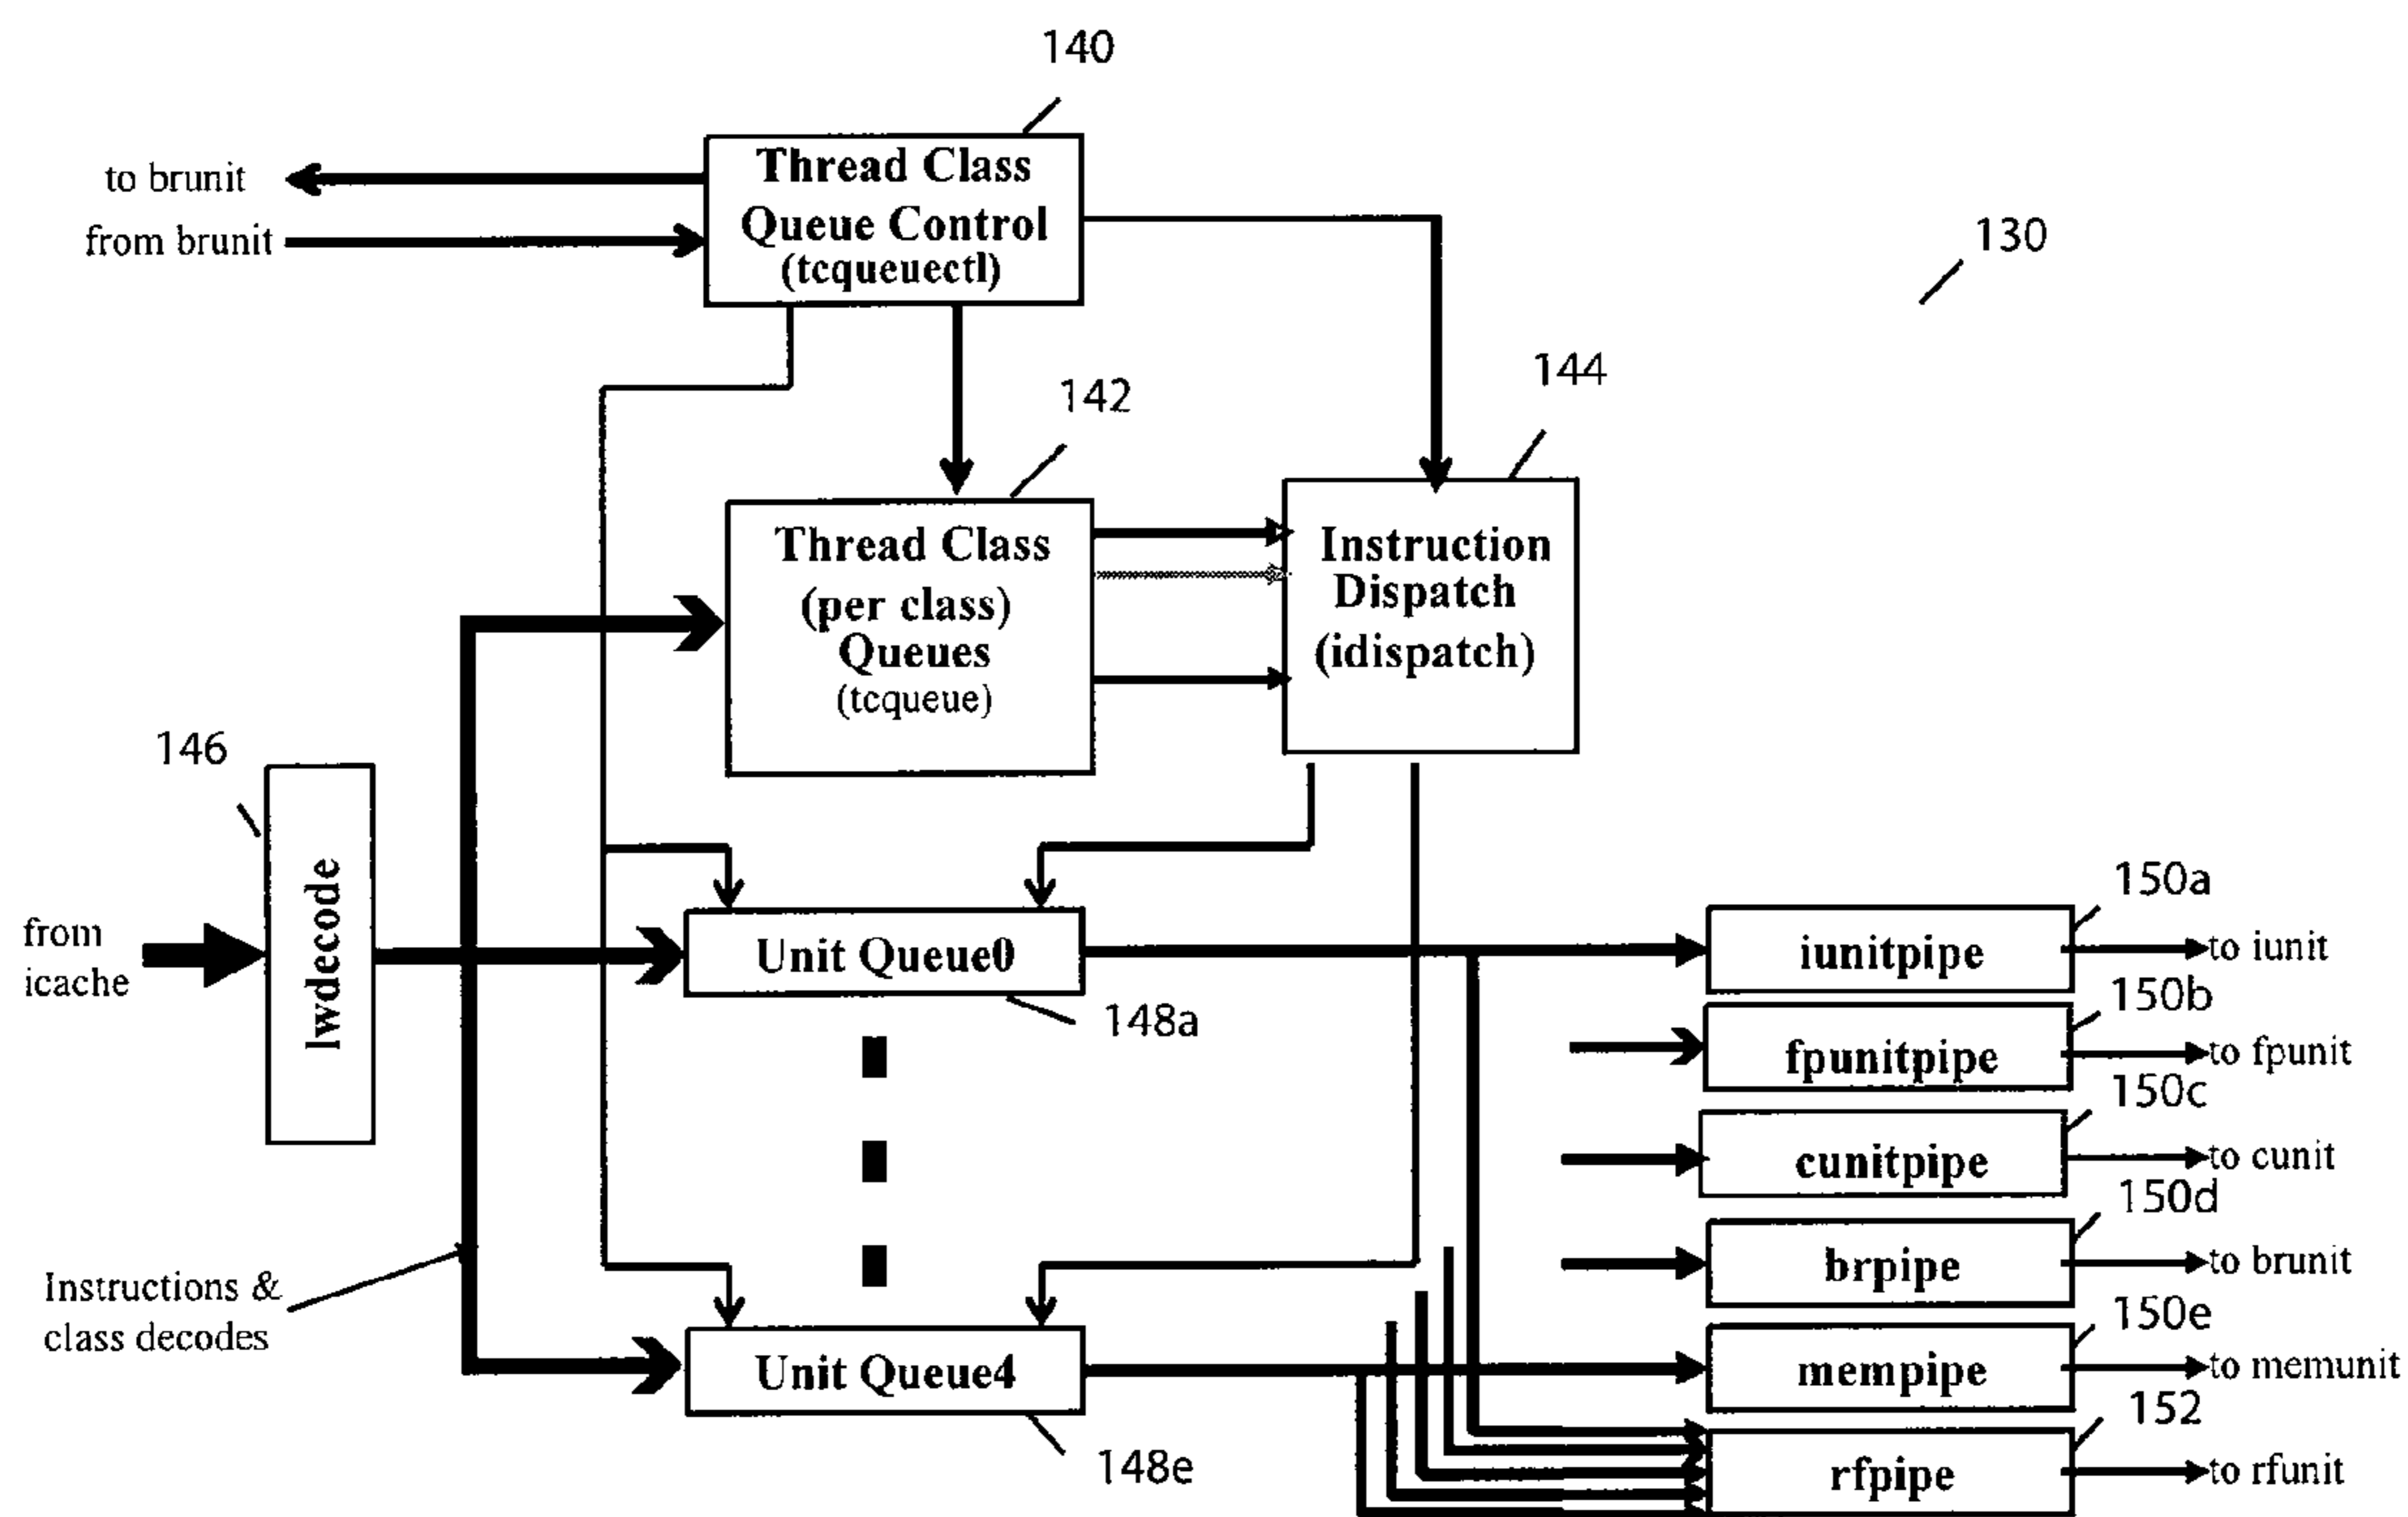 140
to brunit
from brunit
Thread Class
Queue Control
(tcqueuectl)
130
142
144
Thread Class
(per class)
Queues
(tcqueue)
Instruction
Dispatch
(idispatch)
146
lwdecode
from
icache
Unit Queue0
148a
150a
iunitpipe
to iunit
150b
fpunitpipe
to fpunit
150c
cunitpipe
to cunit
150d
brpipe
to brunit
Instructions &
class decodes
150e
Unit Queue4
mempipe
to memunit
148e
152
rfpipe
to rfunit